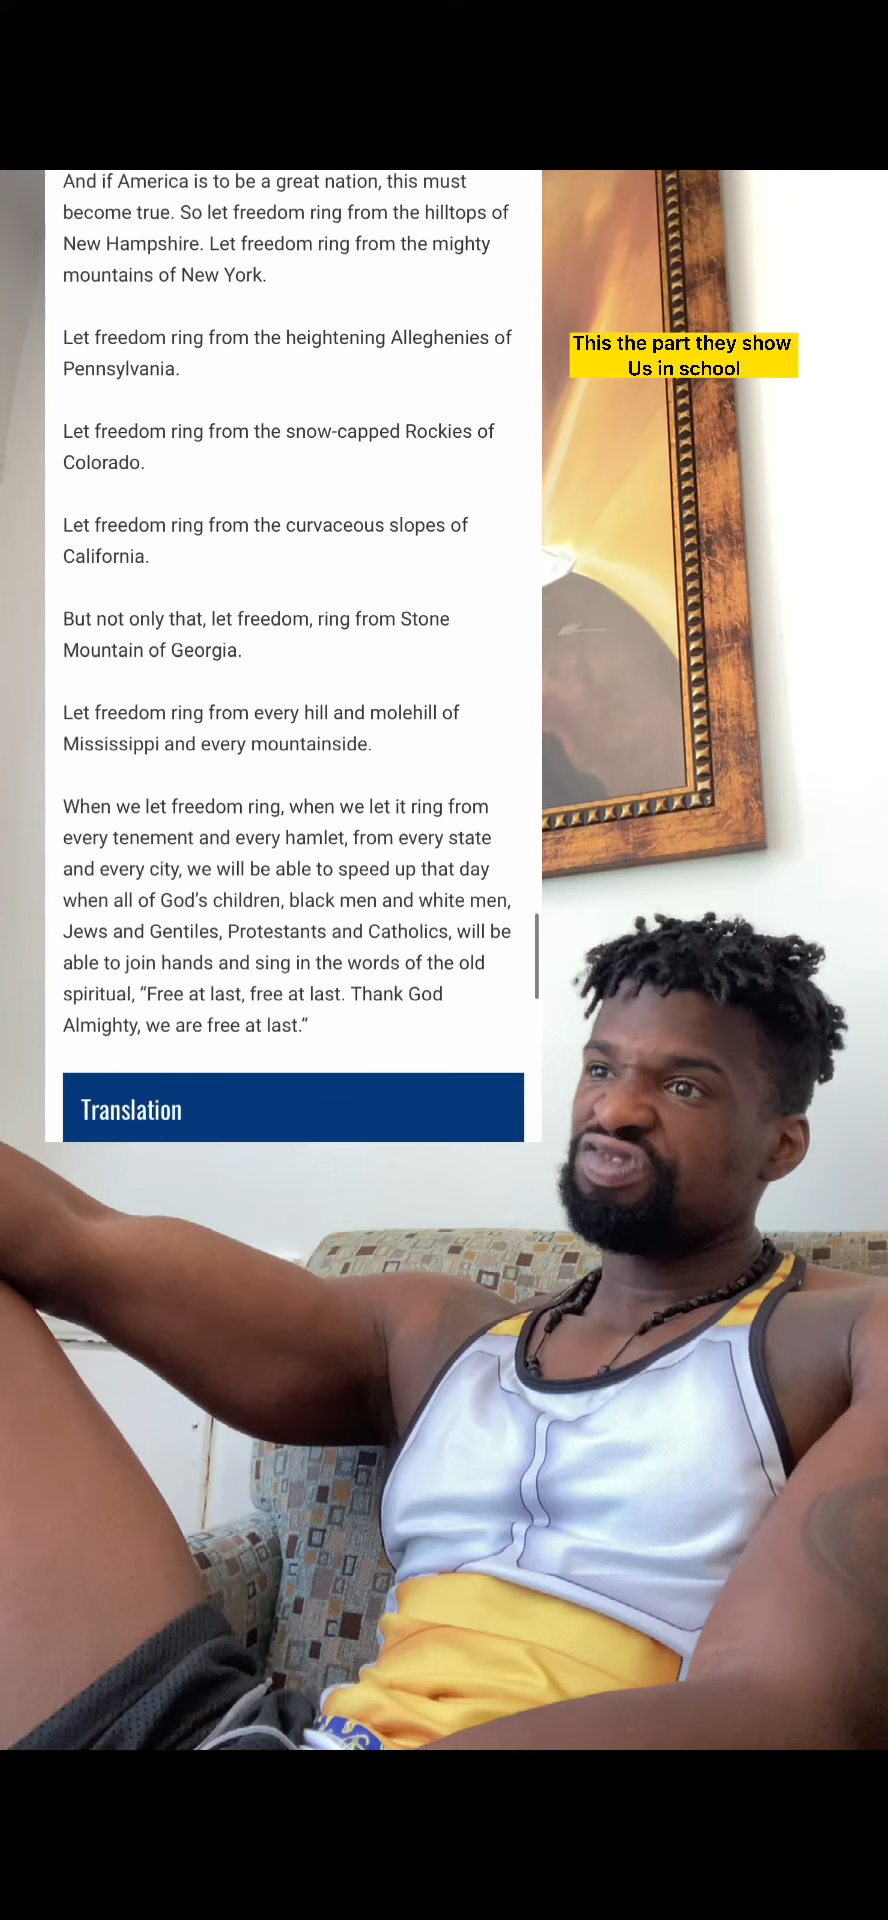 And if America is to be a great nation, this must
become true. So let freedom ring from the hilltops of
New Hampshire. Let freedom ring from the mighty
mountains of New York.
Let freedom ring from the heightening Alleghenies of
Pennsylvania.
Let freedom ring from the snow-capped Rockies of
Colorado.
Let freedom ring from the curvaceous slopes of
California.
But not only that, let freedom, ring from Stone
Mountain of Georgia.
Let freedom ring from every hill and molehill of
Mississippi and every mountainside.
When we let freedom ring, when we let it ring from
every tenement and every hamlet, from every state
and every city, we will be able to speed up that day
when all of God’s children, black men and white men,
Jews and Gentiles, Protestants and Catholics, will be
able to join hands and sing in the words of the old
spiritual, “Free at last, free at last. Thank God
Almighty, we are free at last.”
Translation
This the part they show
Us in school